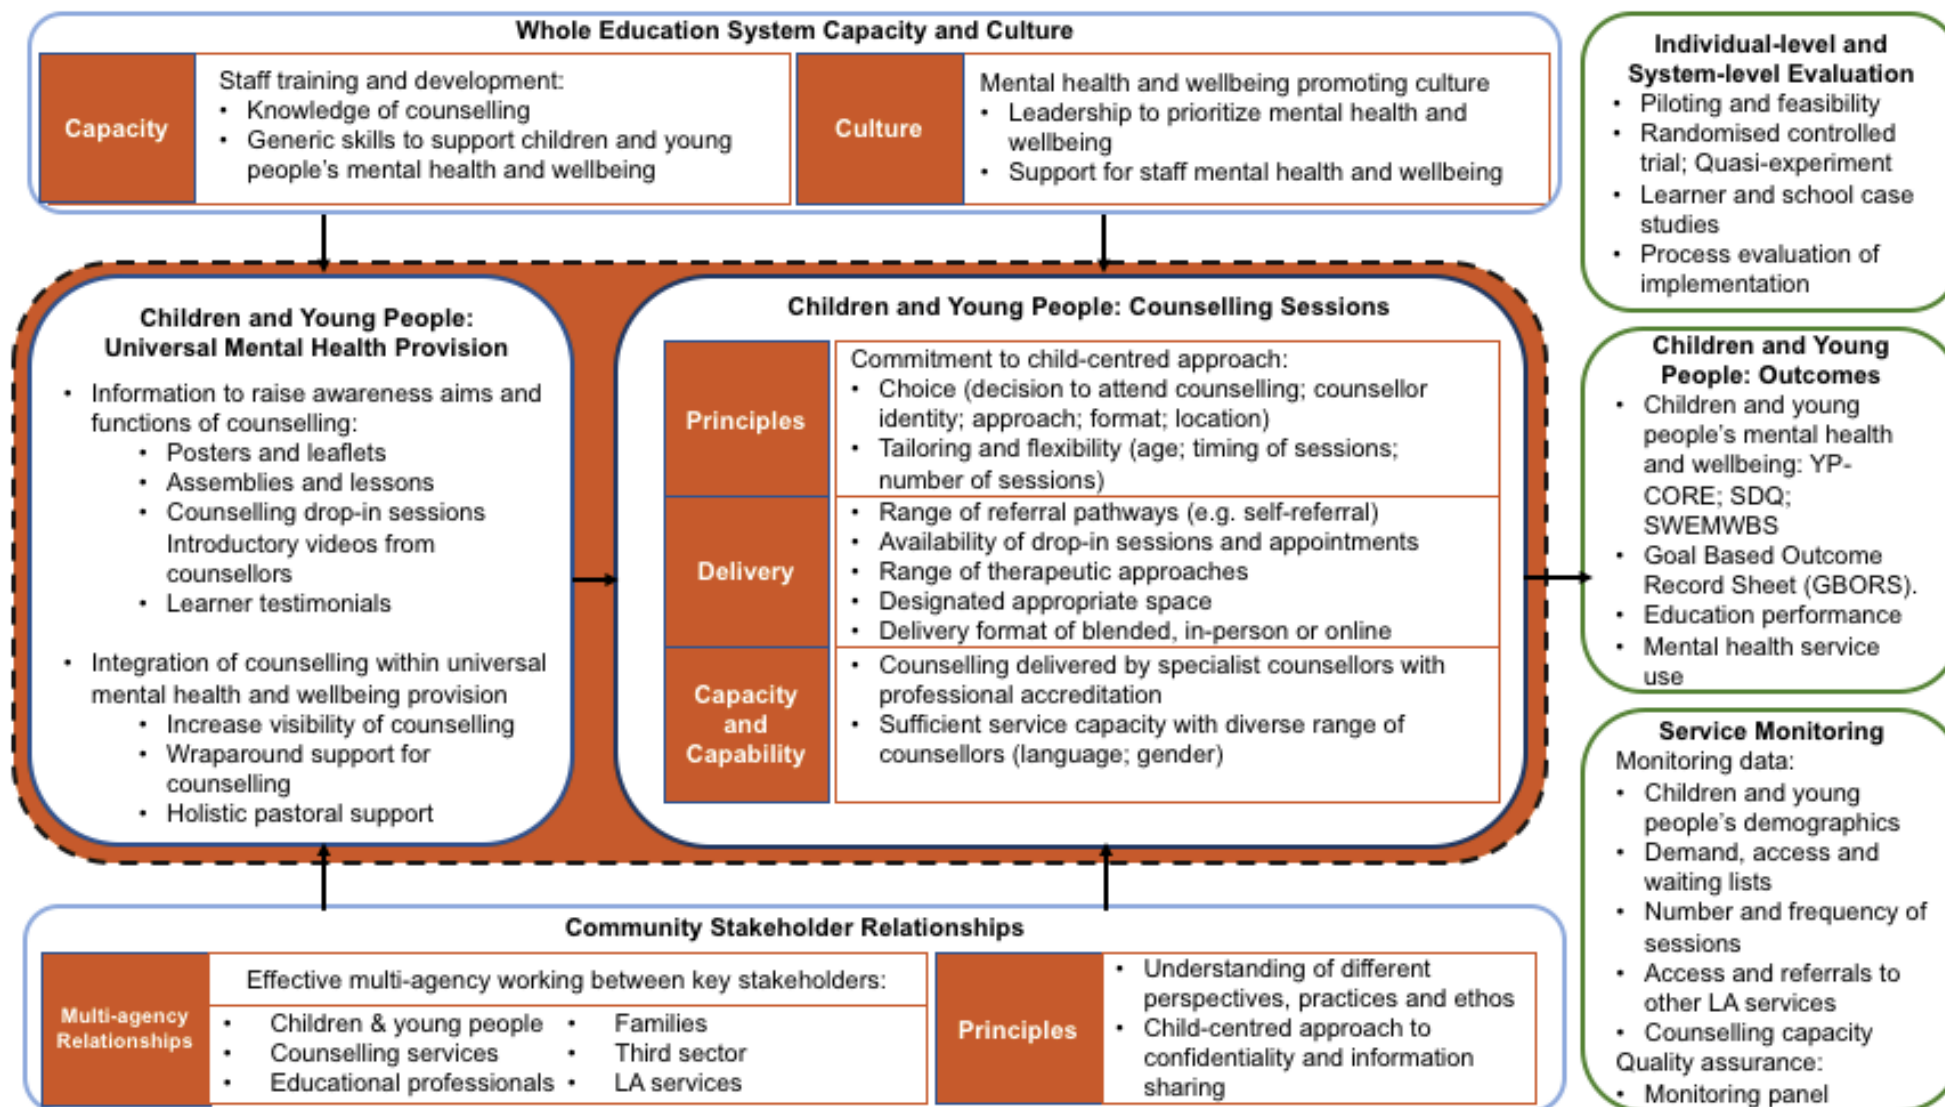 Whole Education System Capacity and Culture
Capacity
Staff training and development:
• Knowledge of counselling
• Generic skills to support children and young
people's mental health and wellbeing
Culture
Mental health and wellbeing promoting culture
• Leadership to prioritize mental health and
wellbeing
• Support for staff mental health and wellbeing
Children and Young People:
Universal Mental Health Provision
• Information to raise awareness aims and
functions of counselling:
• Posters and leaflets
• Assemblies and lessons
• Counselling drop-in sessions
Introductory videos from
counsellors
• Learner testimonials
• Integration of counselling within universal
mental health and wellbeing provision
• Increase visibility of counselling
• Wraparound support for
counselling
• Holistic pastoral support
Children and Young People: Counselling Sessions
Principles
Commitment to child-centred approach:
• Choice (decision to attend counselling; counsellor
identity; approach; format; location)
• Tailoring and flexibility (age; timing of sessions;
number of sessions)
Delivery
• Range of referral pathways (e.g. self-referral)
• Availability of drop-in sessions and appointments
• Range of therapeutic approaches
• Designated appropriate space
• Delivery format of blended, in-person or online
Capacity
and
Capability
• Counselling delivered by specialist counsellors with
professional accreditation
• Sufficient service capacity with diverse range of
counsellors (language; gender)
Community Stakeholder Relationships
Multi-agency
Relationships
Effective multi-agency working between key stakeholders:
• Children & young people
• Counselling services
• Educational professionals
• Families
• Third sector
• LA services
Principles
• Understanding of different
perspectives, practices and ethos
• Child-centred approach to
confidentiality and information
sharing
Individual-level and
System-level Evaluation
• Piloting and feasibility
• Randomised controlled
trial; Quasi-experiment
• Learner and school case
studies
• Process evaluation of
implementation
Children and Young
People: Outcomes
• Children and young
people's mental health
and wellbeing: YP-
CORE; SDQ;
SWEMWBS
• Goal Based Outcome
Record Sheet (GBORS).
• Education performance
• Mental health service
use
Service Monitoring
Monitoring data:
• Children and young
people's demographics
• Demand, access and
waiting lists
• Number and frequency of
sessions
• Access and referrals to
other LA services
• Counselling capacity
Quality assurance:
• Monitoring panel